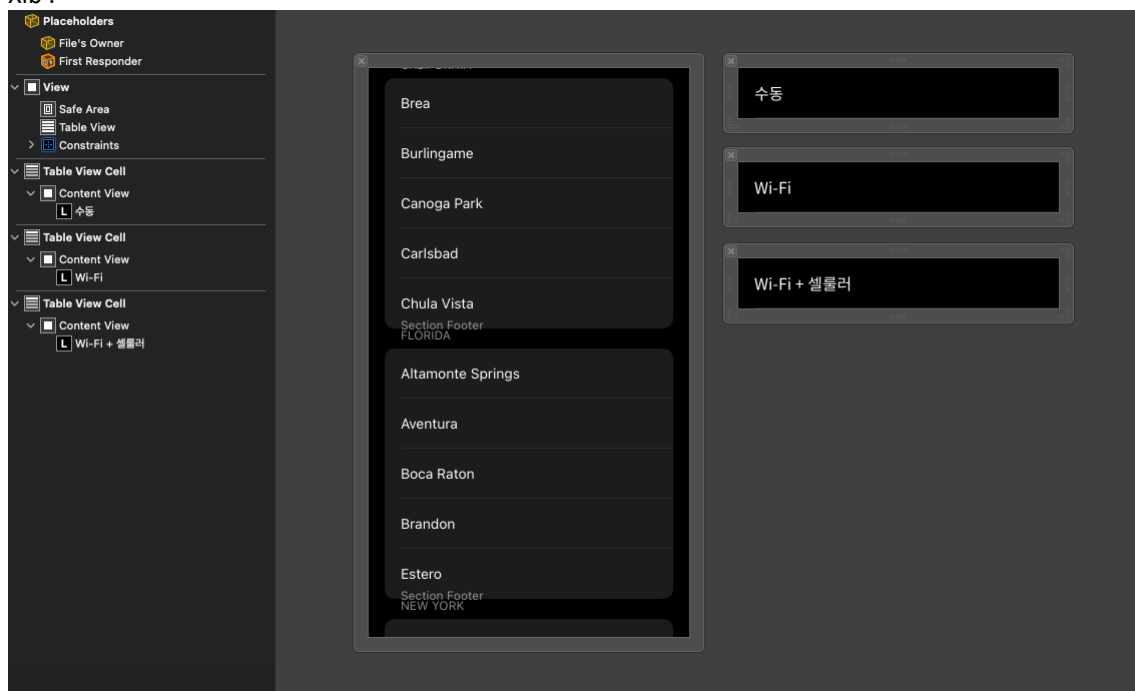 Placeholders
File's Owner
First Responder
View
Safe Area
Table View
Constraints
Table View Cell
Content View
L 수동
Table View Cell
Content View
L Wi-Fi
Table View Cell
Content View
L Wi-Fi + 셀룰러
Brea
Burlingame
Canoga Park
Carlsbad
Chula Vista
Section Footer
FLORIDA
Altamonte Springs
Aventura
Boca Raton
Brandon
Estero
Section Footer
NEW YORK
수동
Wi-Fi
Wi-Fi + 셀룰러